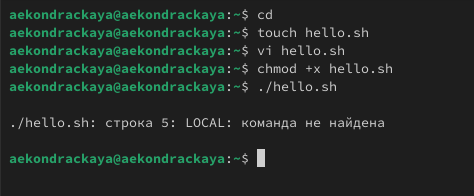 aekondrackaya@aekondrackaya:~$ cd
aekondrackaya@aekondrackaya:~$ touch hello.sh
aekondrackaya@aekondrackaya:~$ vi hello.sh
aekondrackaya@aekondrackaya:~$ chmod +x hello.sh
aekondrackaya@aekondrackaya:~$ ./hello.sh
./hello.sh: строка 5: LOCAL: команда не найдена
aekondrackaya@aekondrackaya:~$